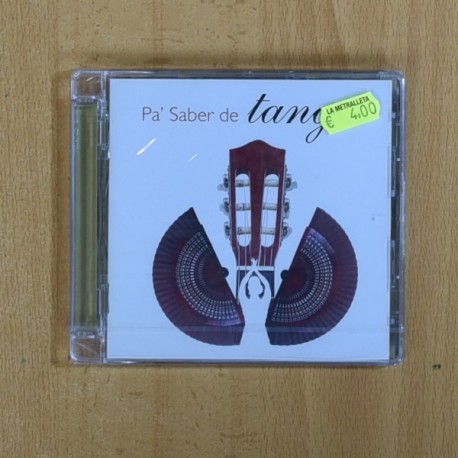 Pa' Saber de tang
LA METRALLETA
€ 4,00